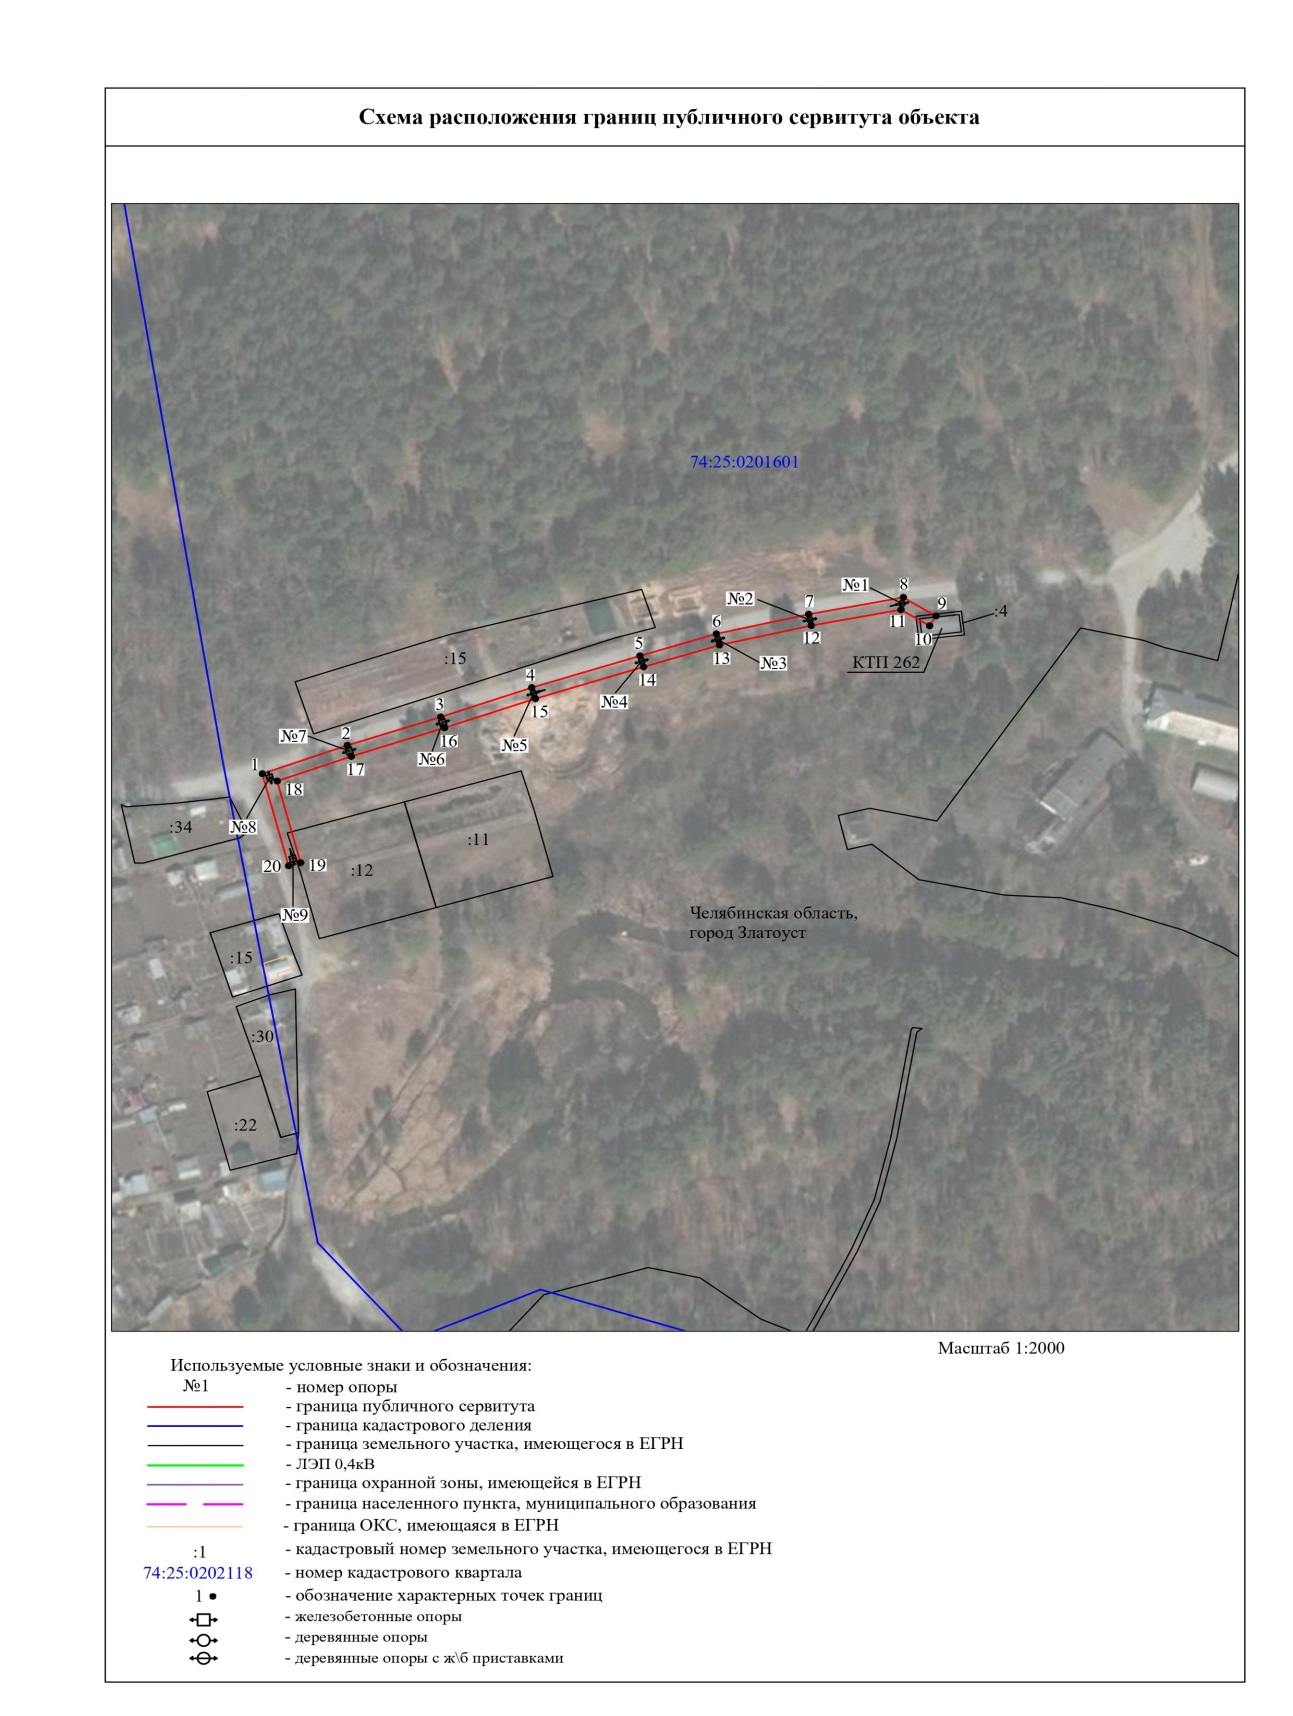 Схема расположения границ публичного сервитута объекта
74:25:0201601
№1
8
9
:4
№2
7
11
10
12
6
КТП 262
5
13
№3
:15
14
4
№4
3
15
№5
16
№6
№7
2
17
1
18
№8
:34
:11
20
19
:12
№9
Челябинская область,
город Златоуст
:15
:30
:22
Масштаб 1:2000
Используемые условные знаки и обозначения:
№1 - номер опоры
- граница публичного сервитута
- граница кадастрового деления
- граница земельного участка, имеющегося в ЕГРН
- ЛЭП 0,4кВ
- граница охранной зоны, имеющейся в ЕГРН
- граница населенного пункта, муниципального образования
- граница ОКС, имеющаяся в ЕГРН
:1 - кадастровый номер земельного участка, имеющегося в ЕГРН
74:25:0202118 - номер кадастрового квартала
1 - обозначение характерных точек границ
- железобетонные опоры
- деревянные опоры
- деревянные опоры с ж\б приставками